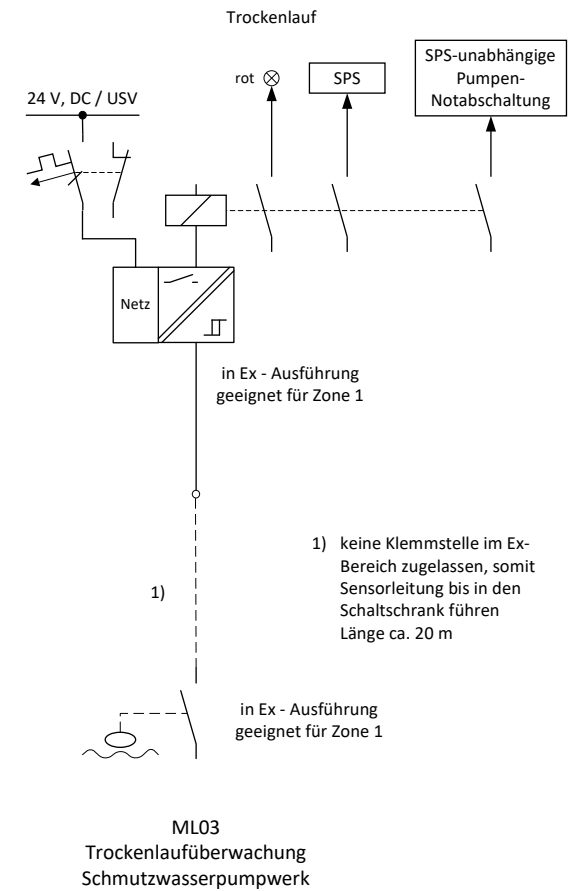 Trockenlauf
rot
SPS
SPS-unabhängige
Pumpen-
Notabschaltung
24 V, DC / USV
Netz
in Ex - Ausführung
geeignet für Zone 1
1) keine Klemmstelle im Ex-
Bereich zugelassen, somit
Sensorleitung bis in den
Schaltschrank führen
Länge ca. 20 m
1)
in Ex - Ausführung
geeignet für Zone 1
ML03
Trockenlaufüberwachung
Schmutzwasserpumpwerk